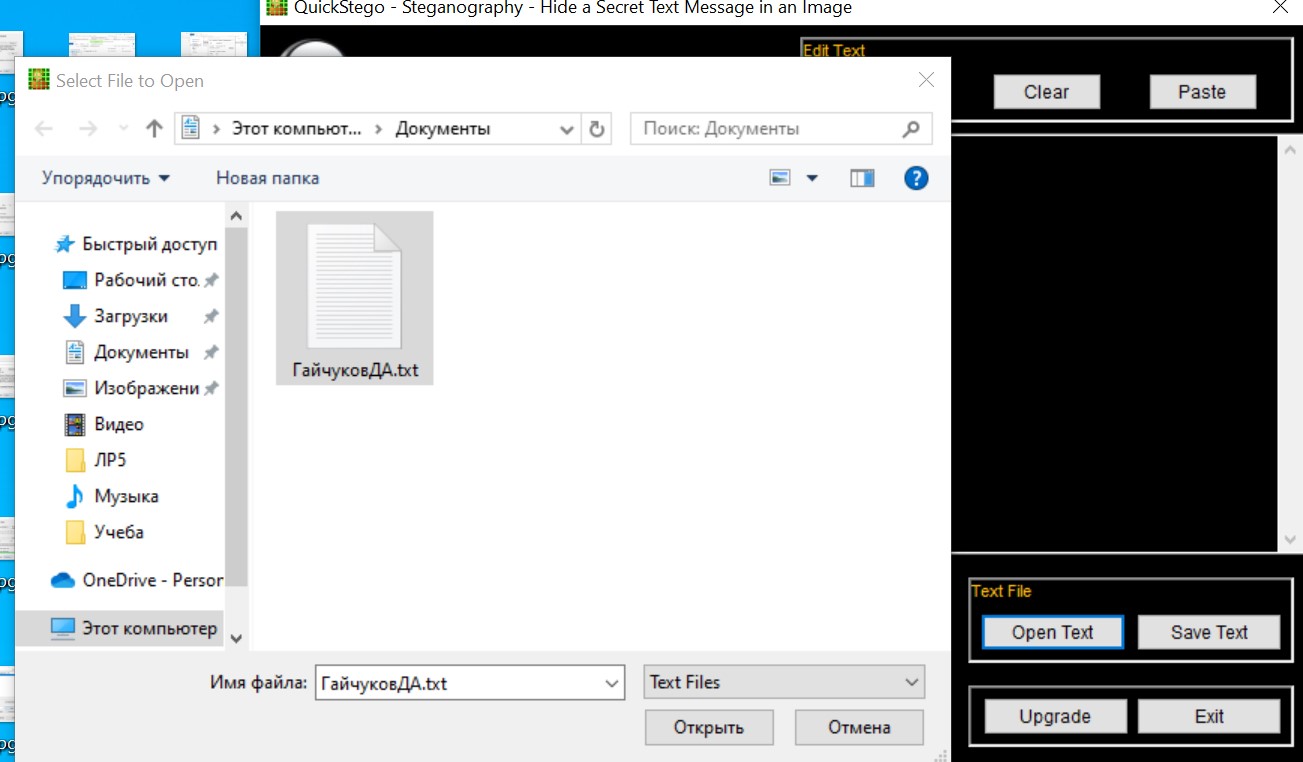 QuickStego - Steganography - Hide a Secret Text Message in an Image
Edit Text
Clear Paste
Select File to Open
Этот компьют... Документы
Поиск: Документы
Упорядочить Новая папка
Быстрый доступ
Рабочий сто.
Загрузки
Документы
Изображени
Видео
ЛР5
Музыка
Учеба
OneDrive - Person
Этот компьютер
ГайчуковДА.txt
Имя файла: ГайчуковДА.txt
Text Files
Открыть Отмена
Text File
Open Text Save Text
Upgrade Exit